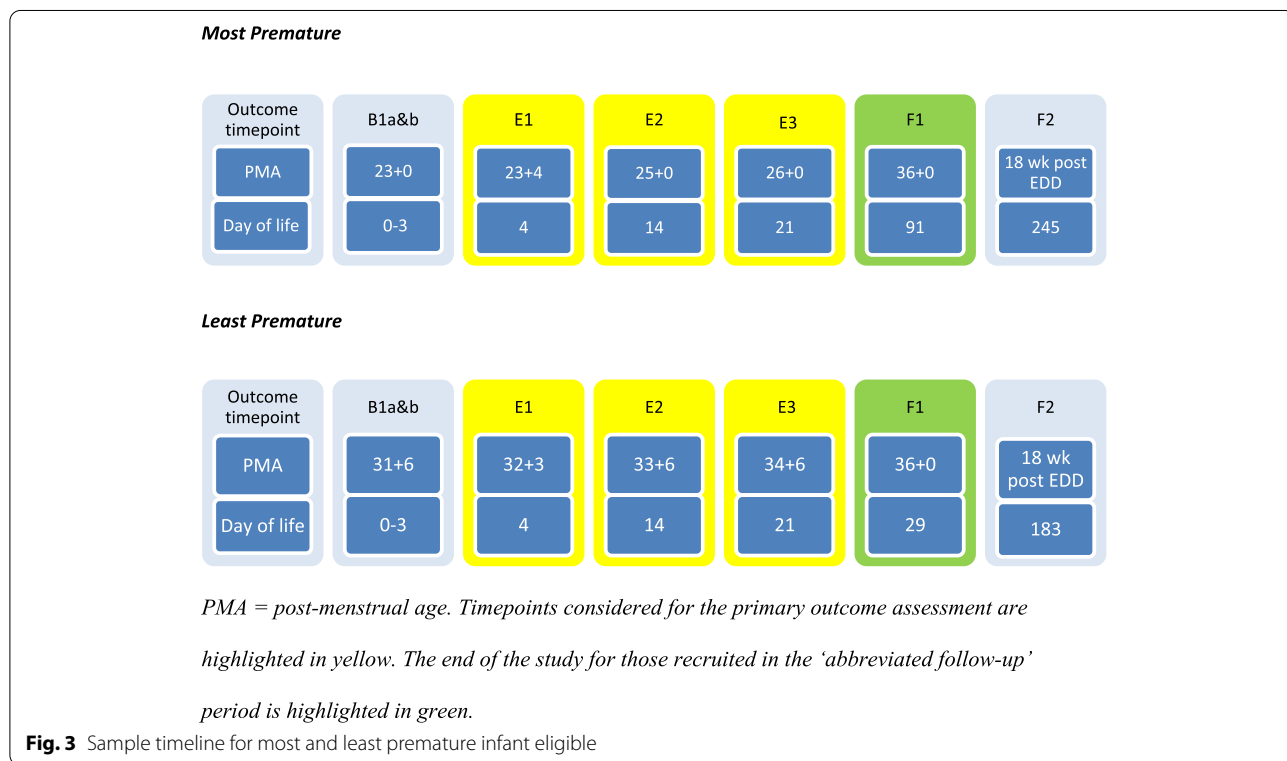 Most Premature
Outcome timepoint B1a&b E1 E2 E3 F1 F2
PMA 23+0 23+4 25+0 26+0 36+0 18 wk post EDD
Day of life 0-3 4 14 21 91 245
Least Premature
Outcome timepoint B1a&b E1 E2 E3 F1 F2
PMA 31+6 32+3 33+6 34+6 36+0 18 wk post EDD
Day of life 0-3 4 14 21 29 183
PMA = post-menstrual age. Timepoints considered for the primary outcome assessment are
highlighted in yellow. The end of the study for those recruited in the ‘abbreviated follow-up’
period is highlighted in green.
Fig. 3 Sample timeline for most and least premature infant eligible